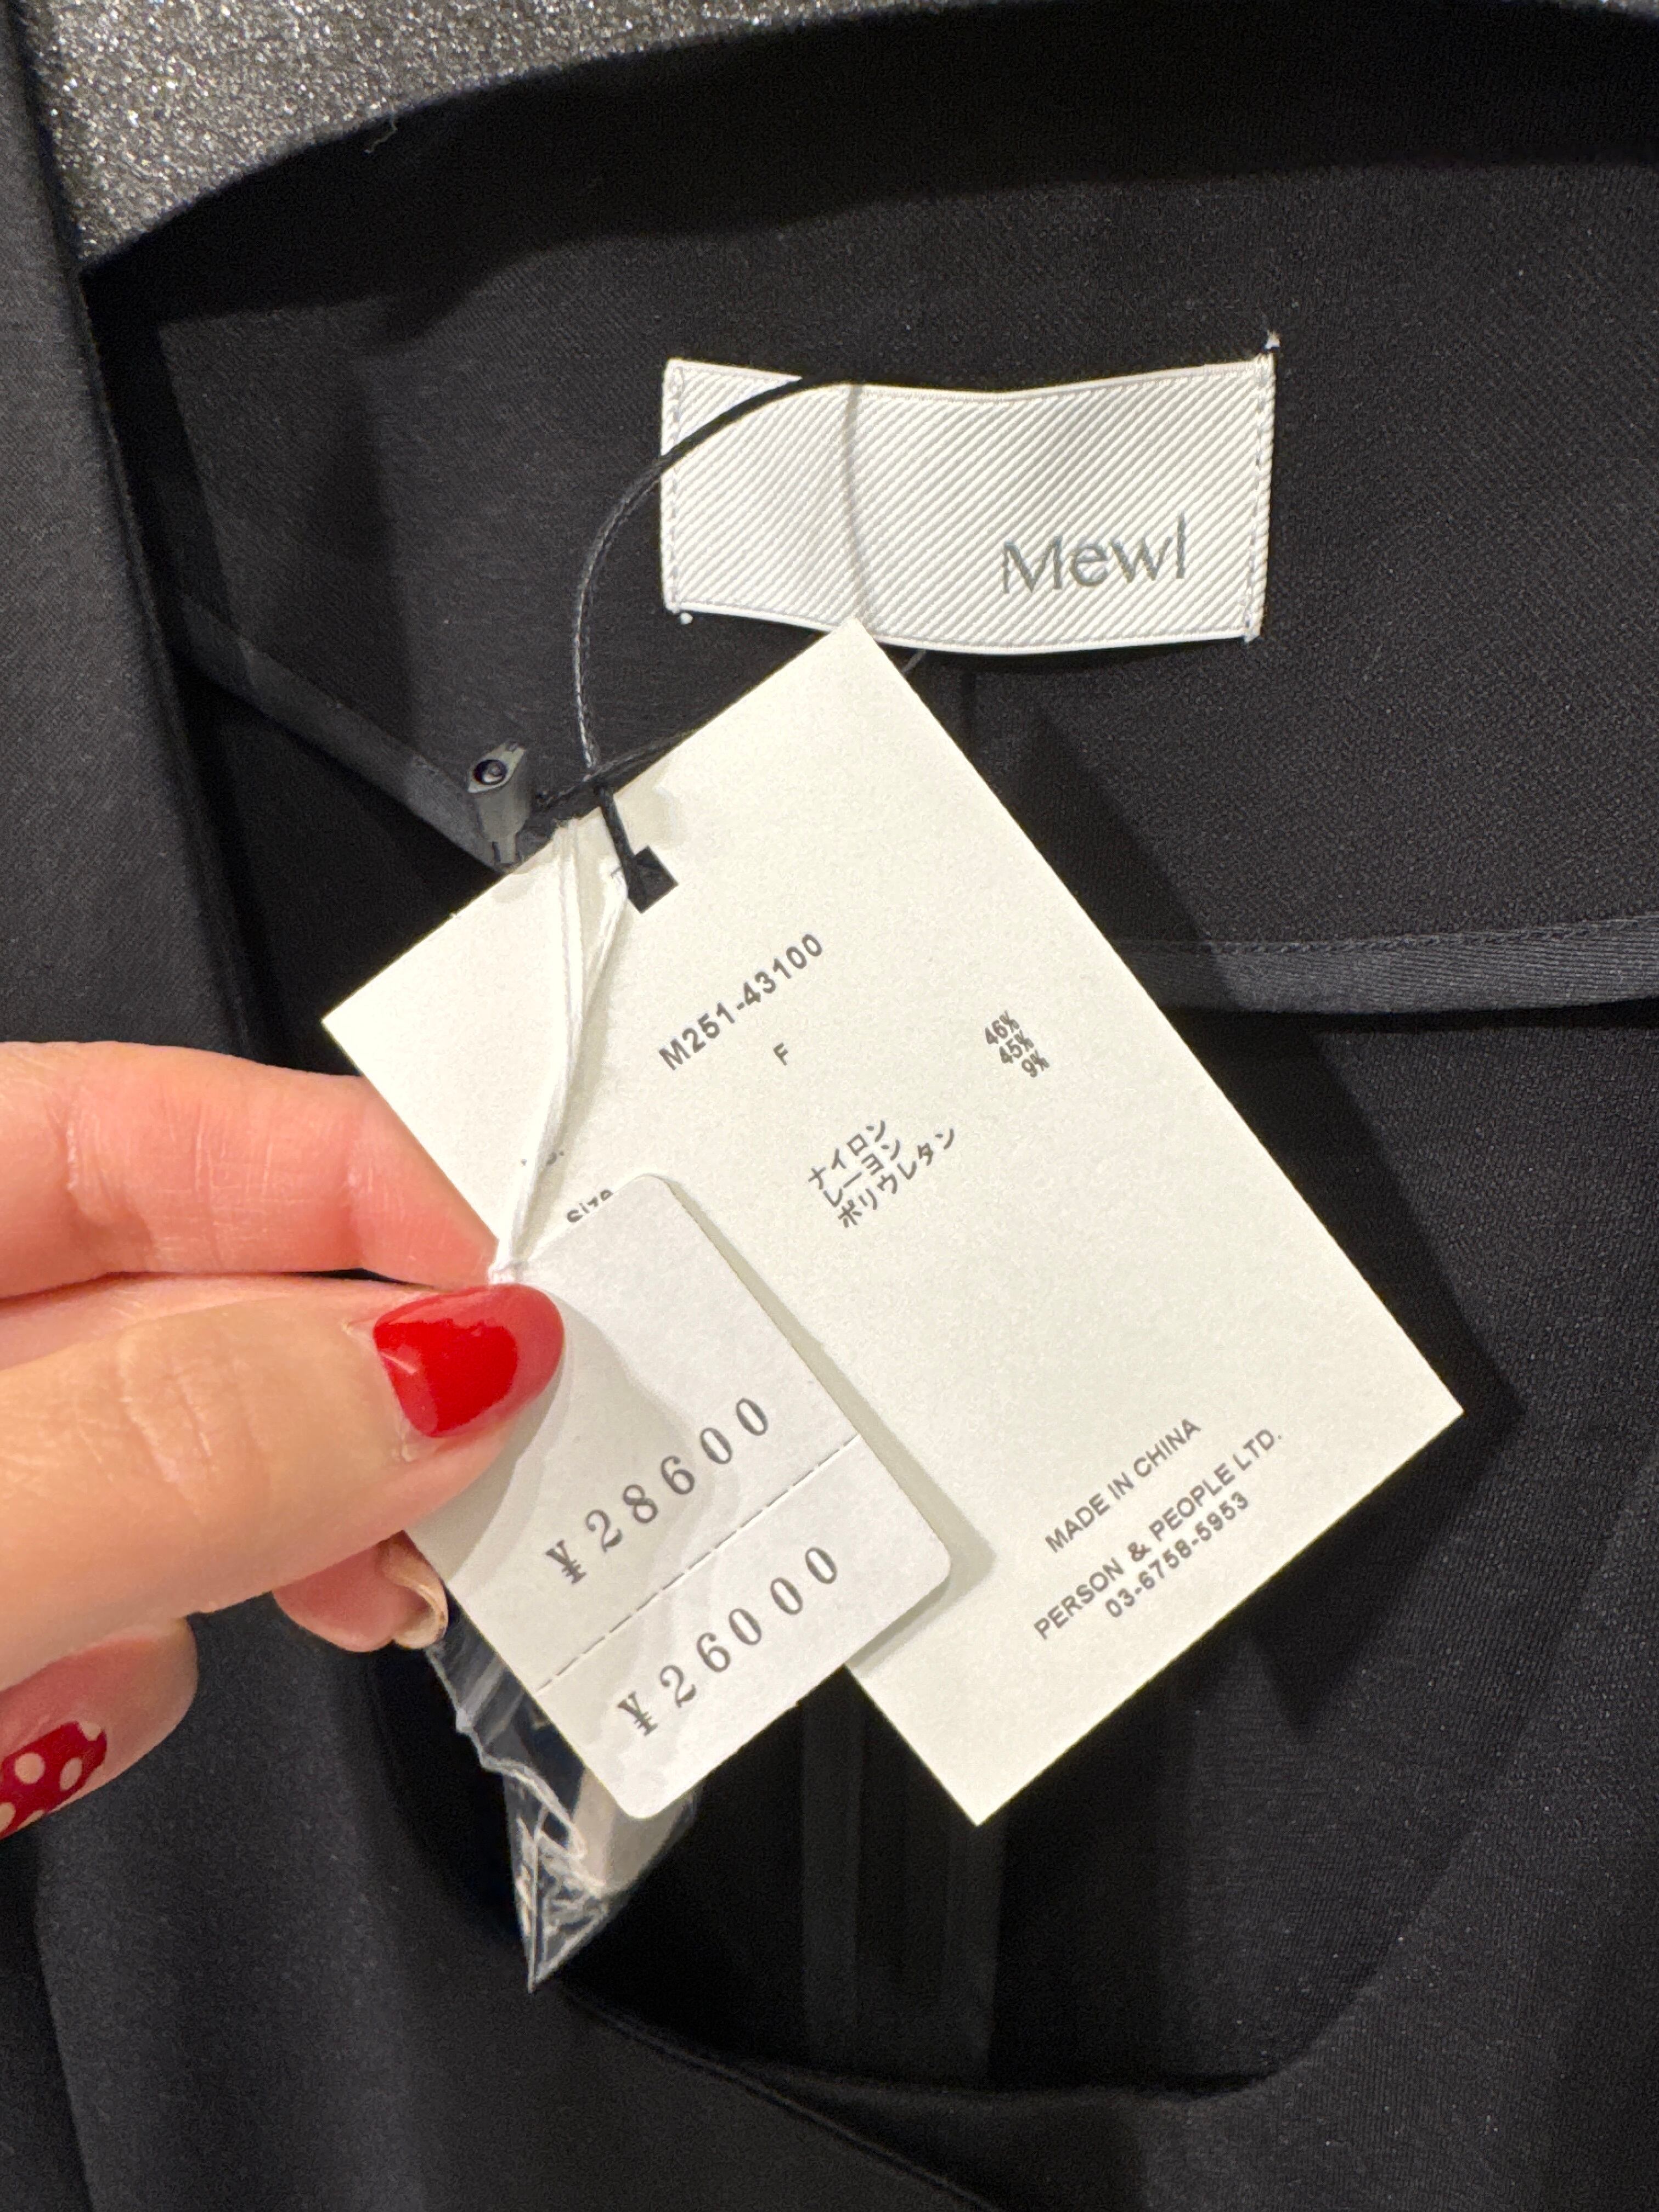 Mewl
M251-43100
Size
F
ナイロン 46%
レーヨン 45%
ポリウレタン 9%
MADE IN CHINA
PERSON & PEOPLE LTD.
03-6758-5953
¥28600
¥26000